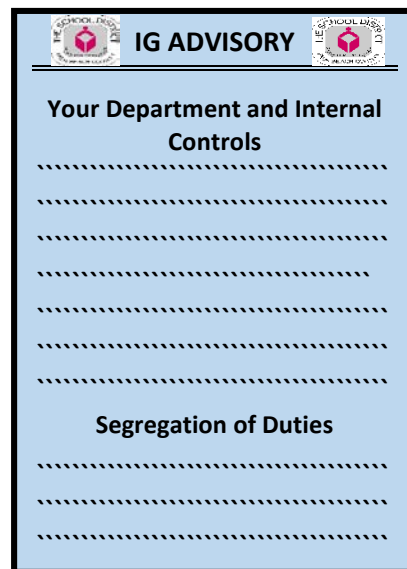 IG ADVISORY
Your Department and Internal
Controls
Segregation of Duties